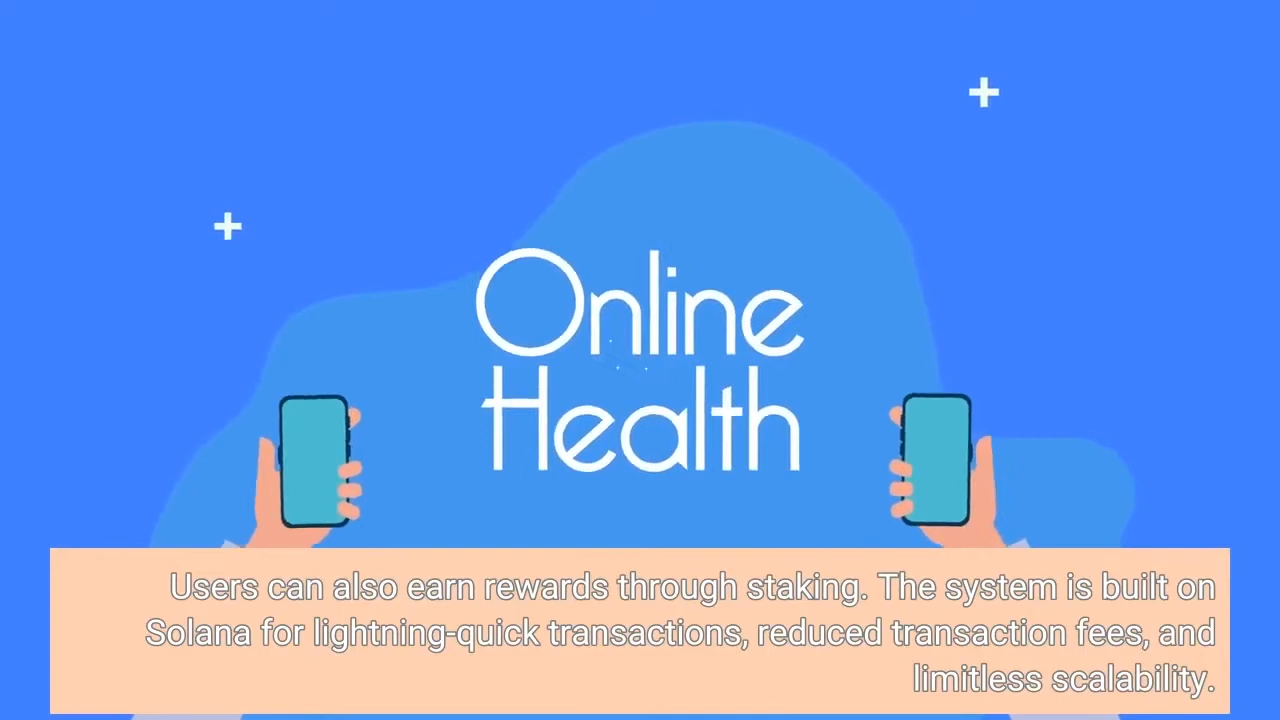 Online
Health
Users can also earn rewards through staking. The system is built on
Solana for lightning-quick transactions, reduced transaction fees, and
limitless scalability.